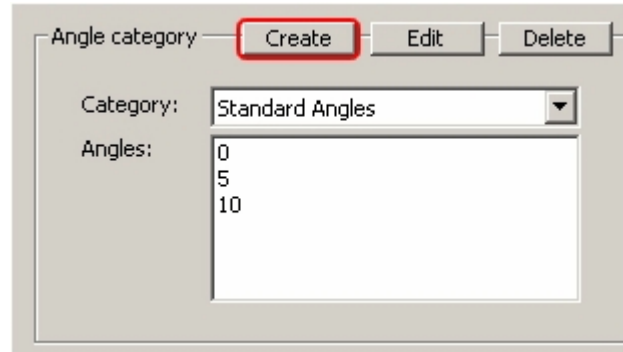 Angle category Create Edit Delete
Category: Standard Angles
Angles: 0
5
10